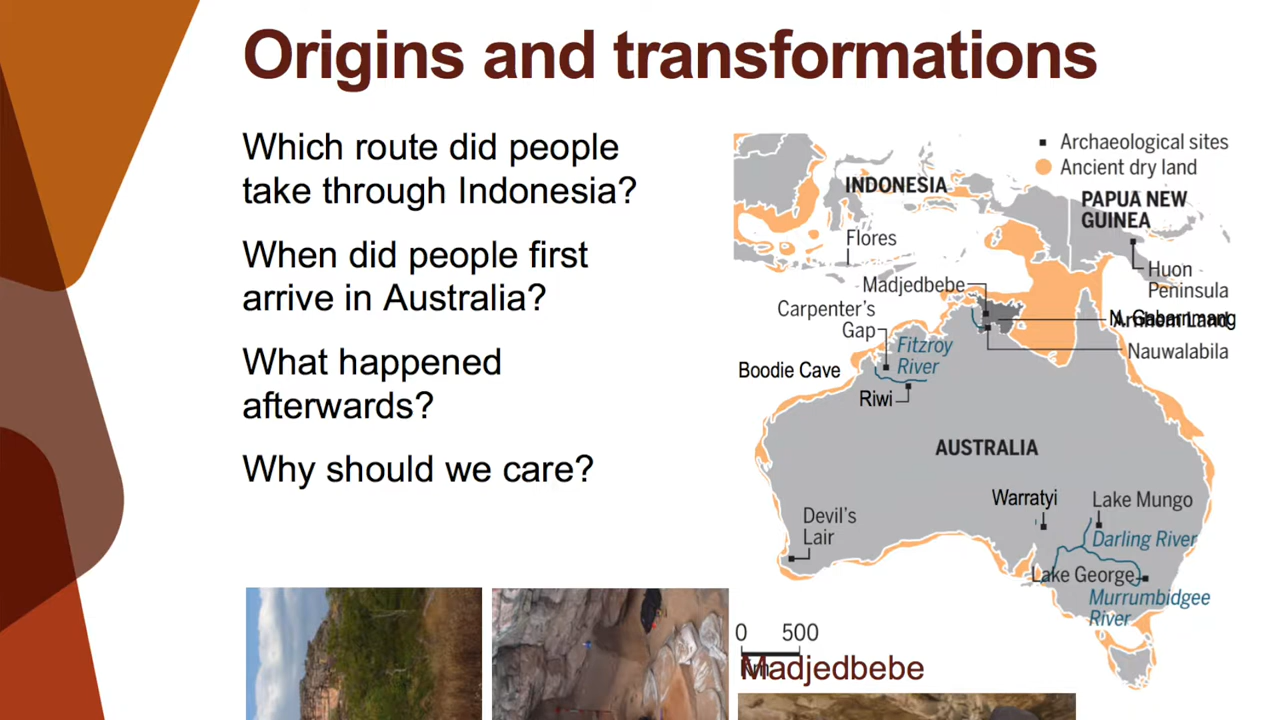 Origins and transformations
Which route did people
take through Indonesia?
When did people first
arrive in Australia?
What happened
afterwards?
Why should we care?
Archaeological sites
Ancient dry land
INDONESIA
PAPUA NEW
GUINEA
Flores
Huon
Peninsula
Madjedbebe
Carpenter's
Gap
Nauwalabila
Fitzroy
River
Boodie Cave
Riwi
AUSTRALIA
Warratyi
Lake Mungo
Devil's
Lair
Darling River
Lake George
Murrumbidgee
River
0 500
Km
Madjedbebe